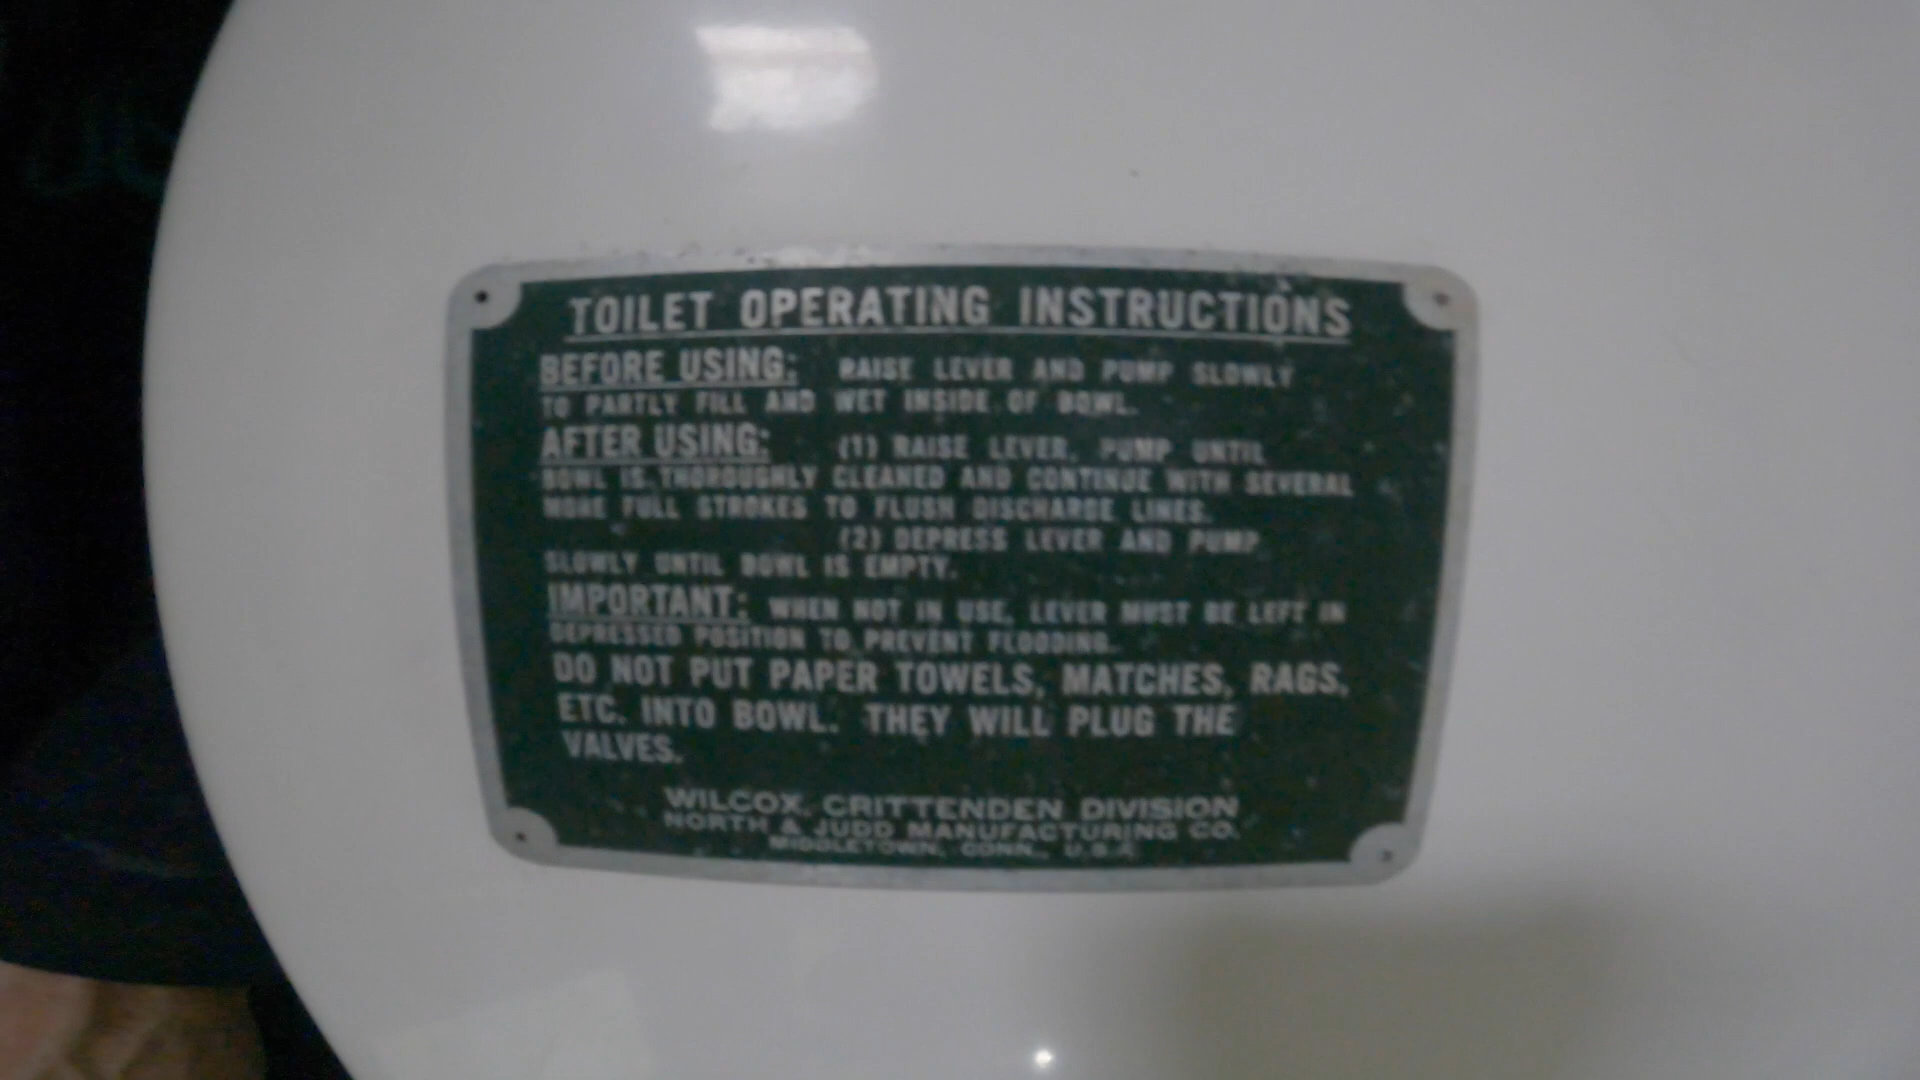 TOILET OPERATING INSTRUCTIONS
BEFORE USING: RAISE LEVER AND PUMP SLOWLY
TO PARTLY FILL AND WET INSIDE OF BOWL.
AFTER USING: (1) RAISE LEVER, PUMP UNTIL
BOWL IS THOROUGHLY CLEANED AND CONTINUE WITH SEVERAL
MORE FULL STROKES TO FLUSH DISCHARGE LINES.
(2) DEPRESS LEVER AND PUMP
SLOWLY UNTIL BOWL IS EMPTY.
IMPORTANT: WHEN NOT IN USE, LEVER MUST BE LEFT IN
DEPRESSED POSITION TO PREVENT FLOODING.
DO NOT PUT PAPER TOWELS, MATCHES, RAGS,
ETC. INTO BOWL. THEY WILL PLUG THE
VALVES.
WILCOX, CRITTENDEN DIVISION
NORTH & JUDD MANUFACTURING CO.
MIDDLETOWN, CONN., U.S.A.